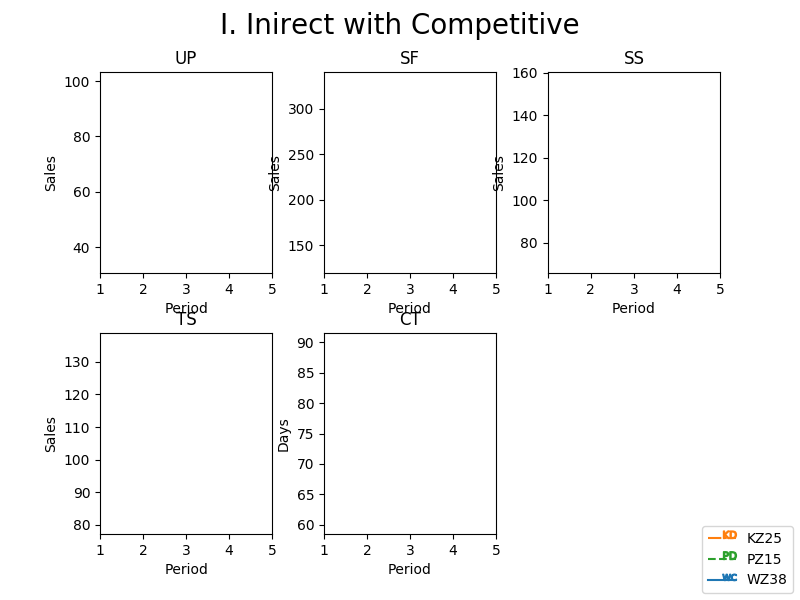 I. Inirect with Competitive
UP
SF
SS
100
80
60
40
Sales
1 2 3 4 5
Period
300
250
200
150
Sales
1 2 3 4 5
Period
160
140
120
100
80
Sales
1 2 3 4 5
Period
TS
CT
130
120
110
100
90
80
Sales
1 2 3 4 5
Period
90
85
80
75
70
65
60
Days
1 2 3 4 5
Period
KD KZ25
PD PZ15
WC WZ38